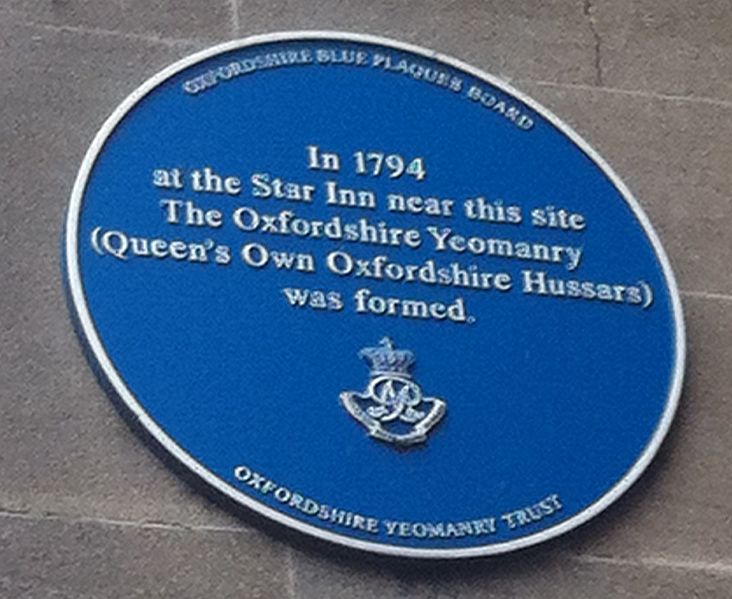 OXFORDSHIRE BLUE PLAQUES BOARD
In 1794
at the Star Inn near this site
The Oxfordshire Yeomanry
(Queen's Own Oxfordshire Hussars)
was formed.
OXFORDSHIRE YEOMANRY TRUST